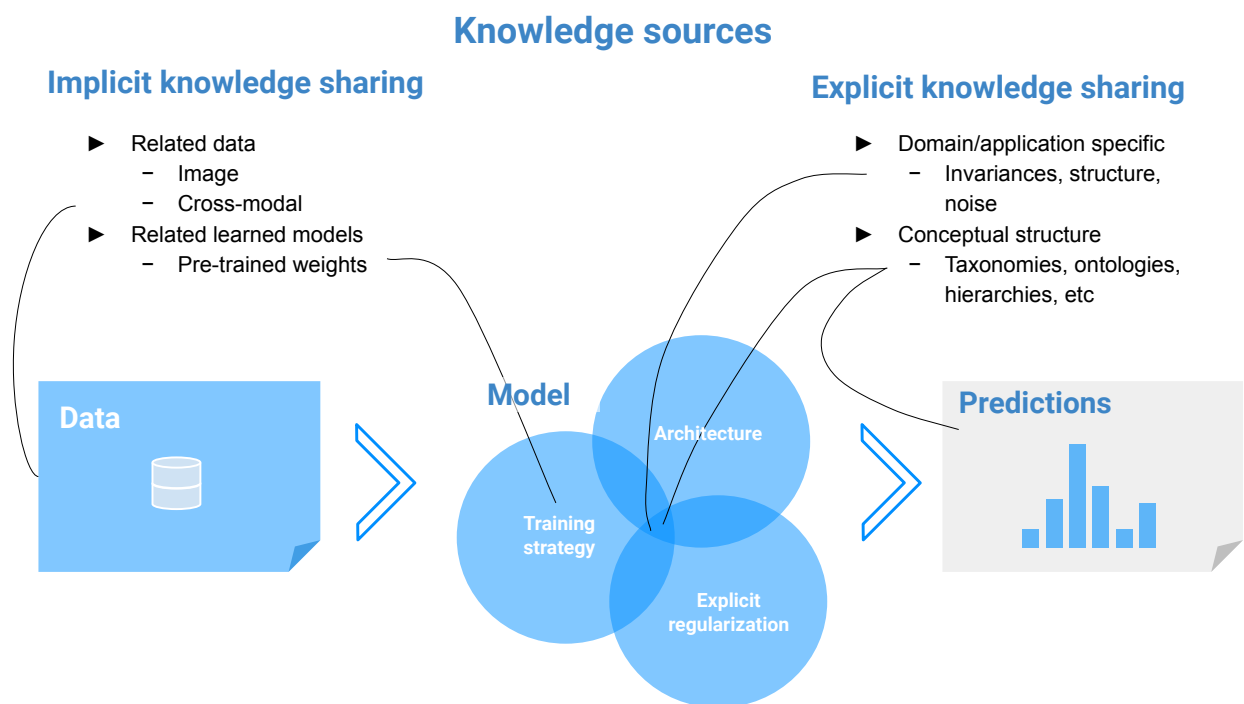 Knowledge sources
Implicit knowledge sharing
► Related data
− Image
− Cross-modal
► Related learned models
− Pre-trained weights
Explicit knowledge sharing
► Domain/application specific
− Invariances, structure,
noise
► Conceptual structure
− Taxonomies, ontologies,
hierarchies, etc
Data
Model
Architecture
Training
strategy
Explicit
regularization
Predictions